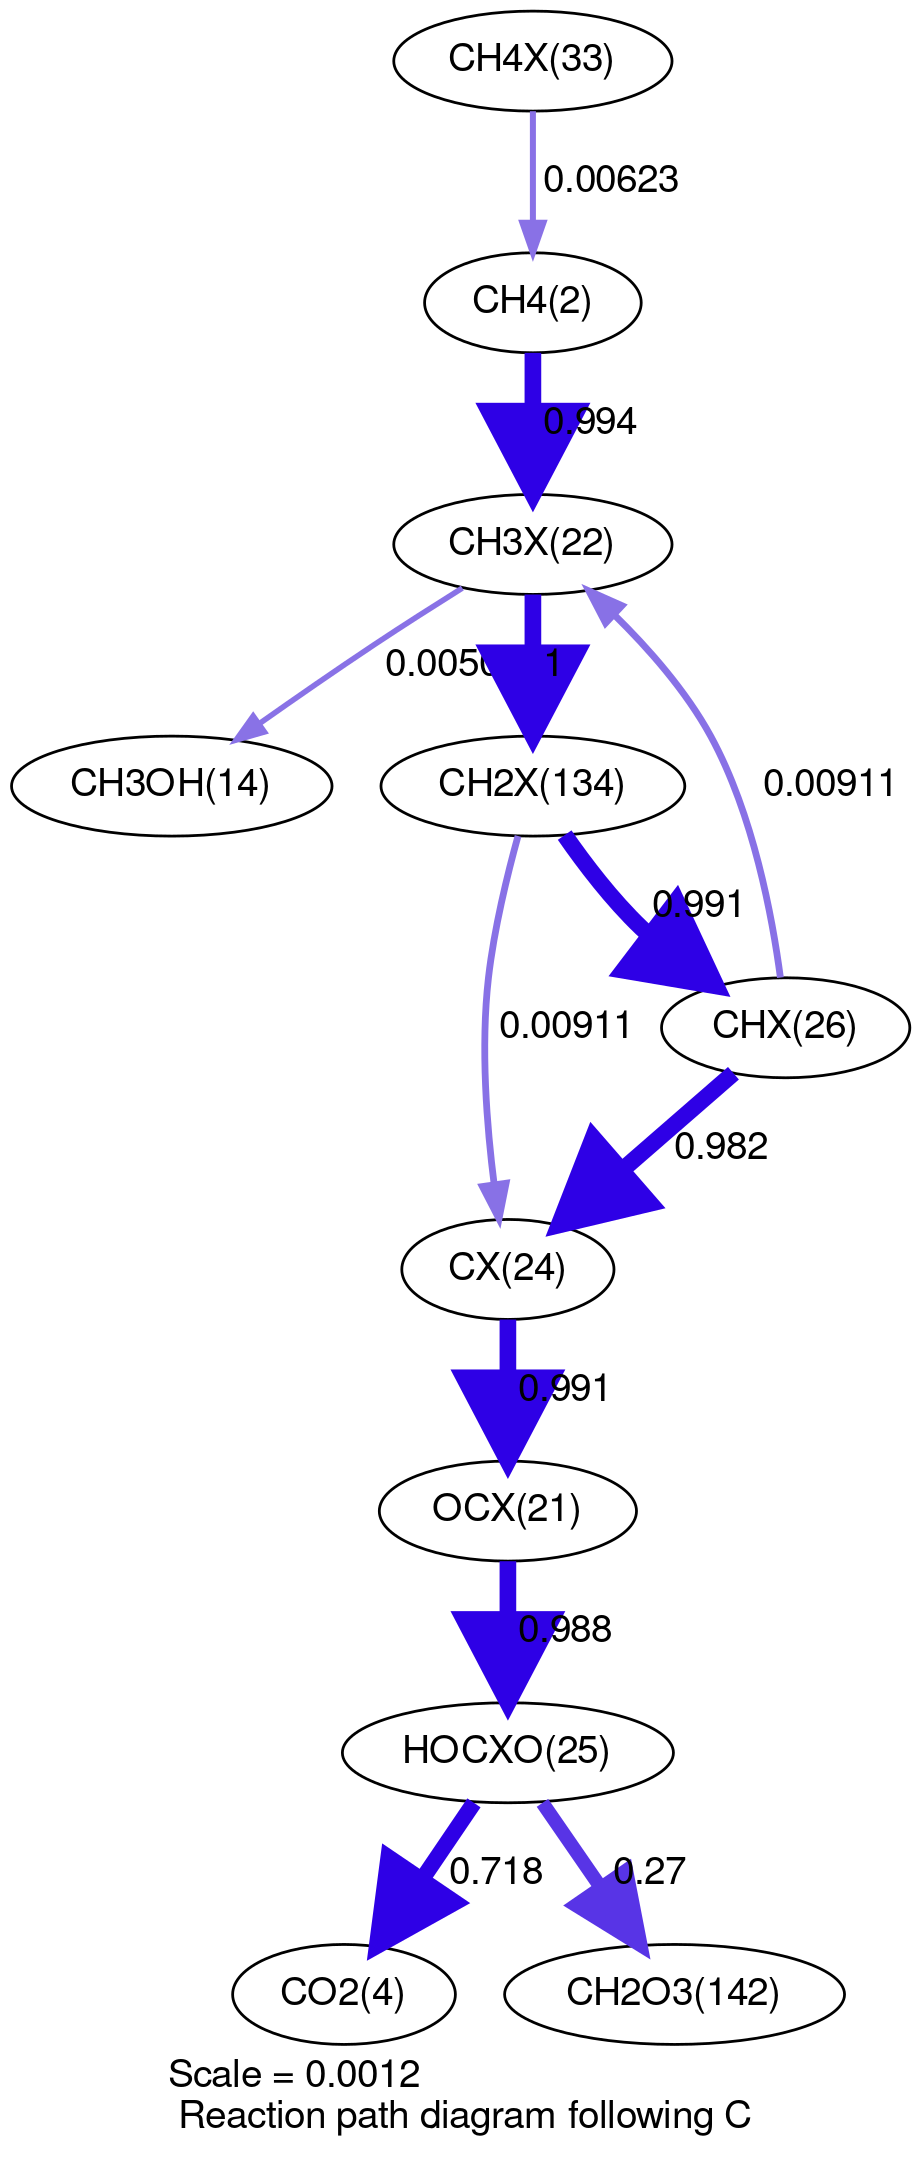 CH4X(33)
0.00623
CH4(2)
0.994
CH3X(22)
1
CH3OH(14)
CH2X(134)
0.00911
0.991
0.00911
CHX(26)
0.982
CX(24)
0.991
OCX(21)
0.988
HOCXO(25)
0.718
0.27
CO2(4)
CH2O3(142)
Scale = 0.0012
Reaction path diagram following C